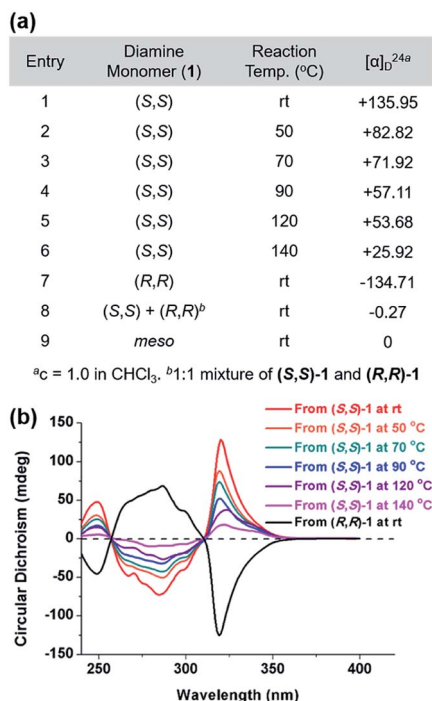 (a)
Entry Diamine Monomer (1) Reaction Temp. (°C) [α]D24a
1 (S,S) rt +135.95
2 (S,S) 50 +82.82
3 (S,S) 70 +71.92
4 (S,S) 90 +57.11
5 (S,S) 120 +53.68
6 (S,S) 140 +25.92
7 (R,R) rt -134.71
8 (S,S) + (R,R)b rt -0.27
9 meso rt 0
ac = 1.0 in CHCl3. b1:1 mixture of (S,S)-1 and (R,R)-1
(b)
Circular Dichroism (mdeg)
150
100
50
0
-50
-100
-150
From (S,S)-1 at rt
From (S,S)-1 at 50 °C
From (S,S)-1 at 70 °C
From (S,S)-1 at 90 °C
From (S,S)-1 at 120 °C
From (S,S)-1 at 140 °C
From (R,R)-1 at rt
250 300 350 400
Wavelength (nm)